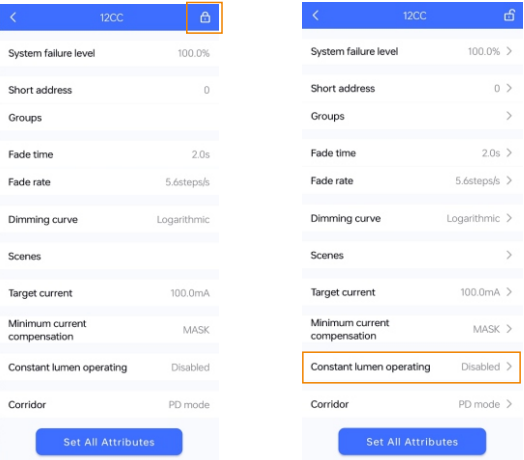 12CC
System failure level 100.0%
Short address 0
Groups
Fade time 2.0s
Fade rate 5.6steps/s
Dimming curve Logarithmic
Scenes
Target current 100.0mA
Minimum current
compensation MASK
Constant lumen operating Disabled
Corridor PD mode
Set All Attributes
12CC
System failure level 100.0%
Short address 0
Groups
Fade time 2.0s
Fade rate 5.6steps/s
Dimming curve Logarithmic
Scenes
Target current 100.0mA
Minimum current
compensation MASK
Constant lumen operating Disabled
Corridor PD mode
Set All Attributes